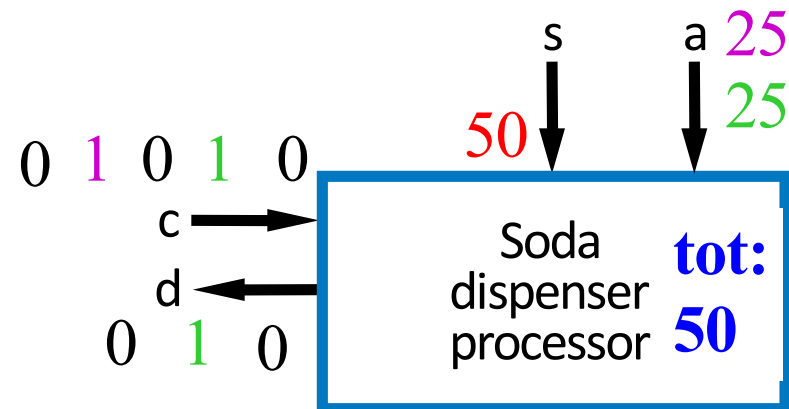 s a 25
25
50
0 1 0 1 0
c
d
0 1 0
Soda
dispenser
processor
tot:
50